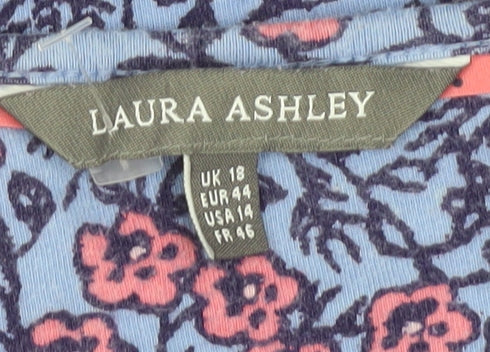 LAURA ASHLEY
UK 18
EUR 44
USA 14
FR 46